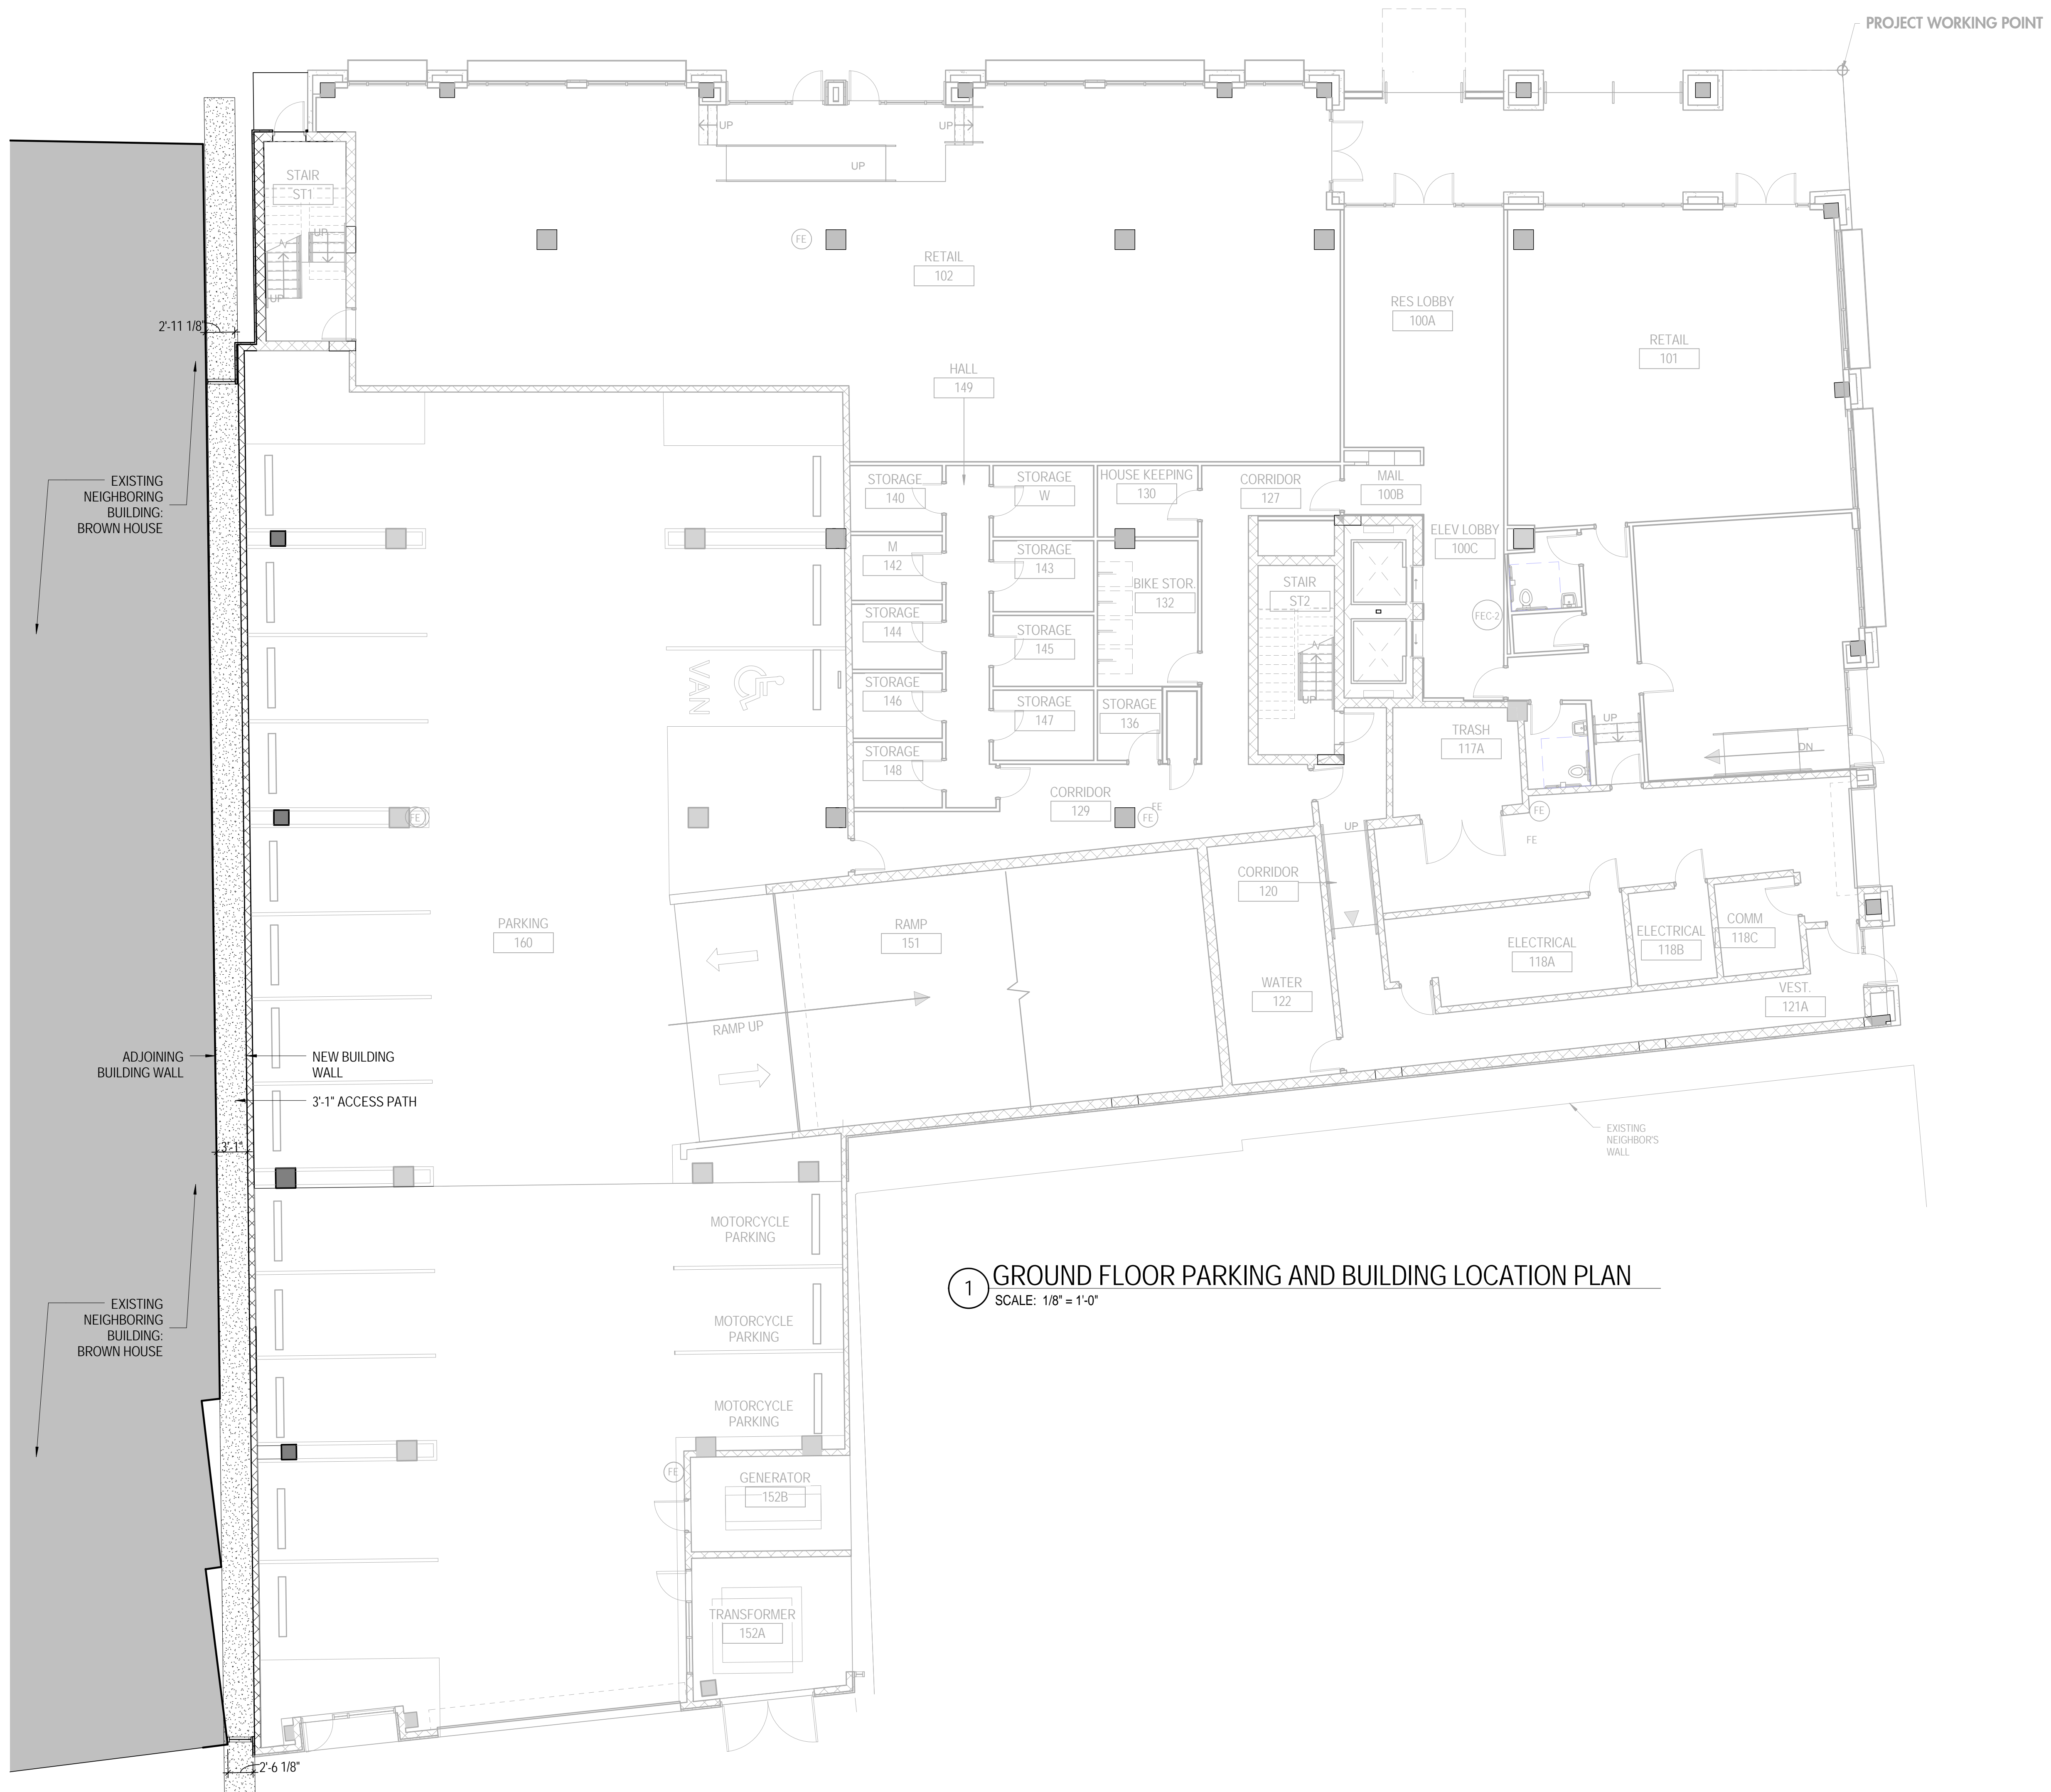 PROJECT WORKING POINT
UP
UP
UP
STAIR
ST1
UP
UP
FE
RETAIL
102
RES LOBBY
100A
RETAIL
101
2'-11 1/8"
HALL
149
EXISTING
NEIGHBORING
BUILDING:
BROWN HOUSE
STORAGE
140
STORAGE
W
HOUSE KEEPING
130
CORRIDOR
127
MAIL
100B
ELEV LOBBY
100C
M
142
STORAGE
143
BIKE STOR.
132
STAIR
ST2
FEC-2
STORAGE
144
STORAGE
145
VAN
STORAGE
146
STORAGE
147
STORAGE
136
UP
TRASH
117A
UP
DN
STORAGE
148
CORRIDOR
129
FE
FE
FE
FE
FE
UP
CORRIDOR
120
PARKING
160
RAMP
151
ELECTRICAL
118A
ELECTRICAL
118B
COMM
118C
WATER
122
VEST.
121A
RAMP UP
ADJOINING
BUILDING WALL
NEW BUILDING
WALL
3'-1" ACCESS PATH
3'-1"
EXISTING
NEIGHBOR'S
WALL
MOTORCYCLE
PARKING
1
GROUND FLOOR PARKING AND BUILDING LOCATION PLAN
SCALE: 1/8" = 1'-0"
EXISTING
NEIGHBORING
BUILDING:
BROWN HOUSE
MOTORCYCLE
PARKING
MOTORCYCLE
PARKING
FE
GENERATOR
152B
TRANSFORMER
152A
2'-6 1/8"